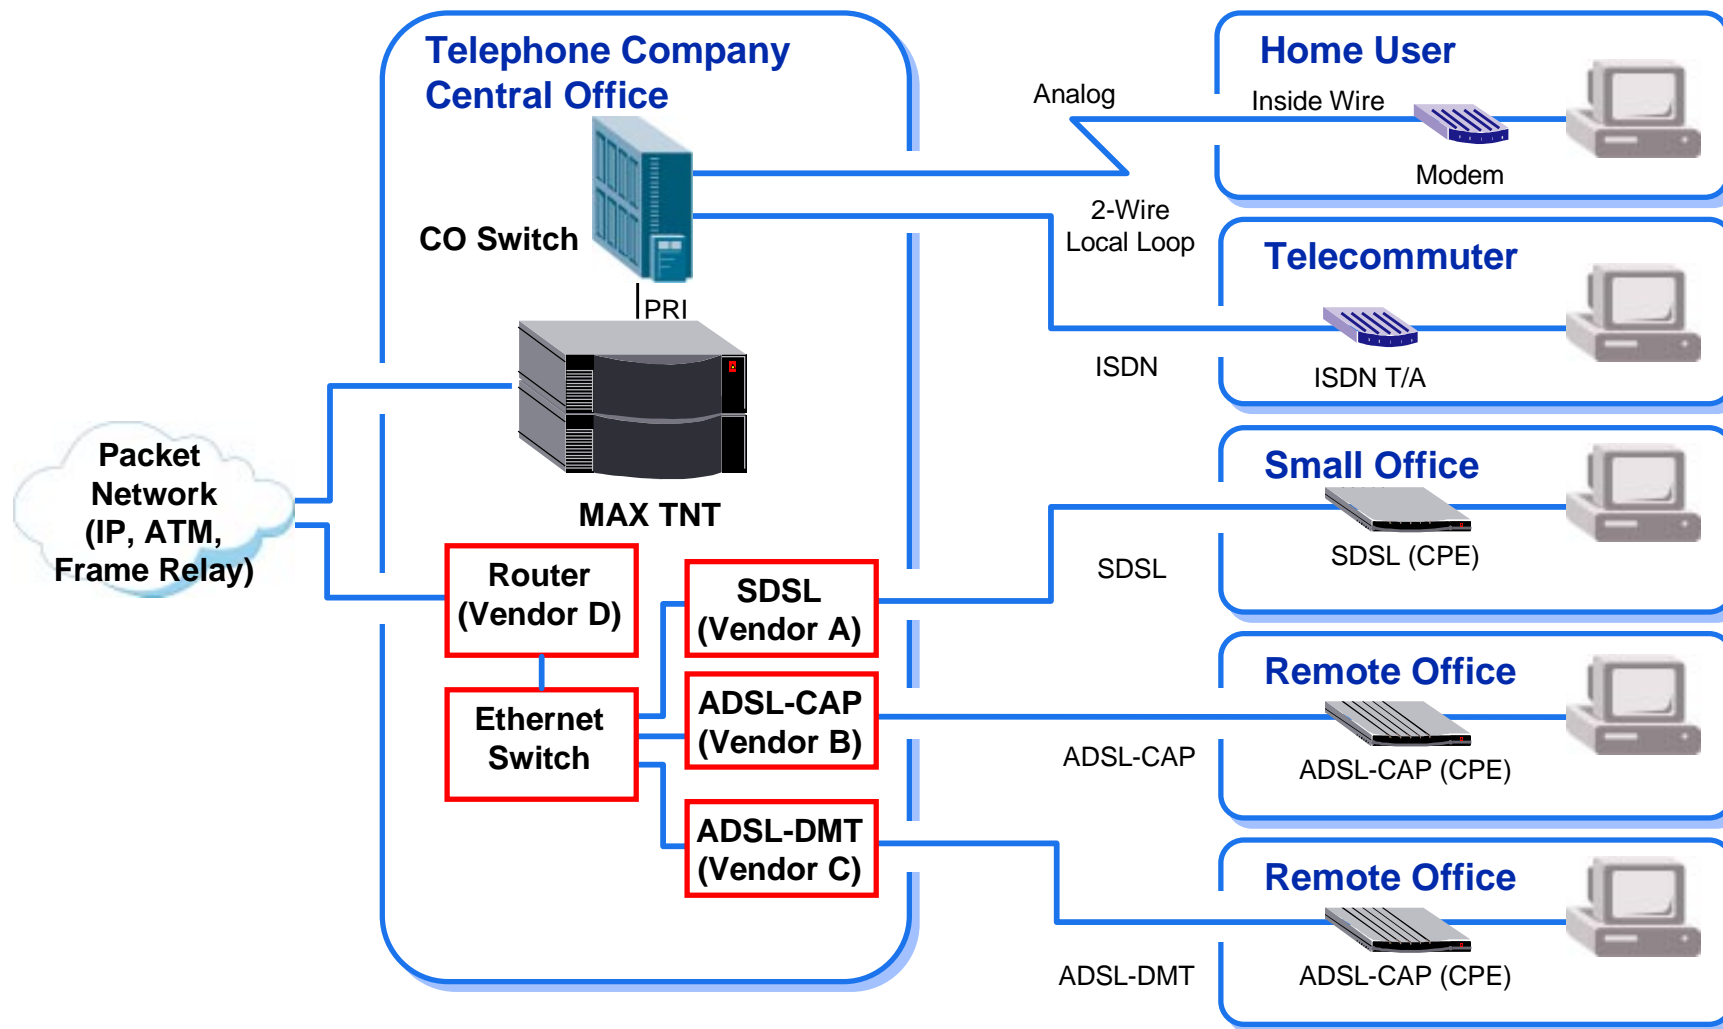 Telephone Company
Central Office
CO Switch
PRI
MAX TNT
Packet
Network
(IP, ATM,
Frame Relay)
Router
(Vendor D)
Ethernet
Switch
SDSL
(Vendor A)
ADSL-CAP
(Vendor B)
ADSL-DMT
(Vendor C)
Analog
2-Wire
Local Loop
ISDN
SDSL
ADSL-CAP
ADSL-DMT
Home User
Inside Wire
Modem
Telecommuter
ISDN T/A
Small Office
SDSL (CPE)
Remote Office
ADSL-CAP (CPE)
Remote Office
ADSL-CAP (CPE)